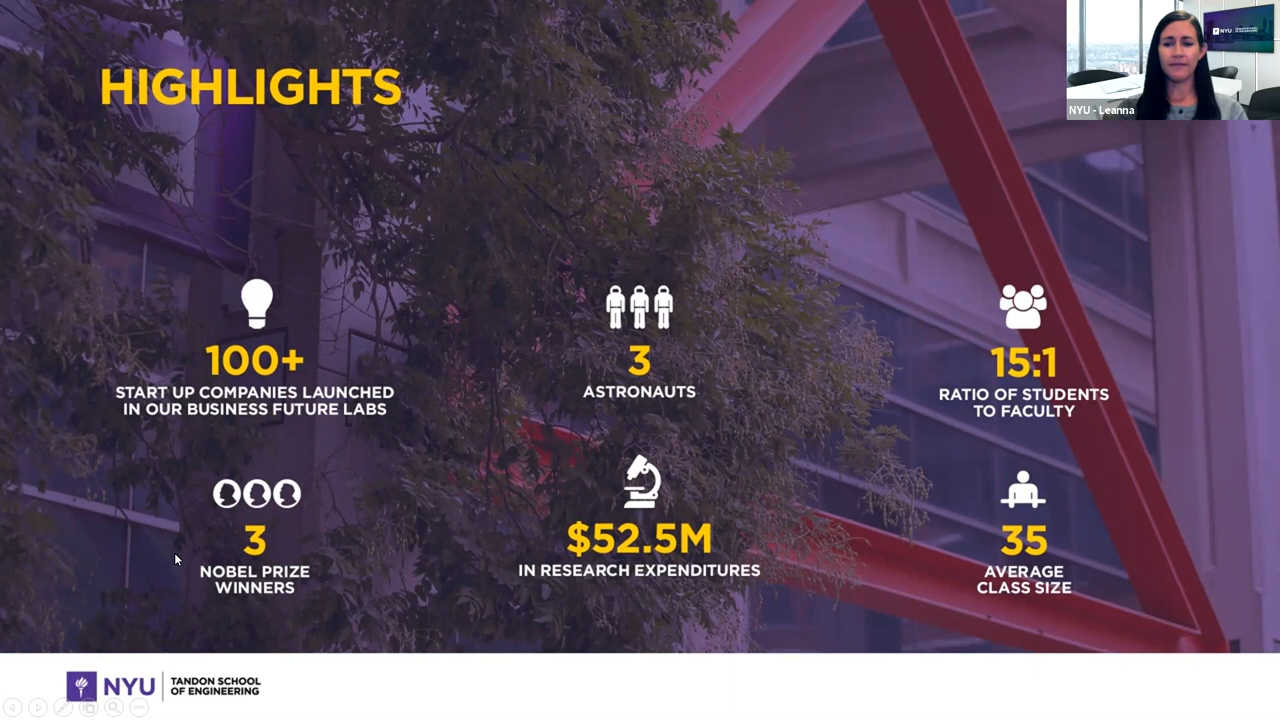 HIGHLIGHTS
NYU
NYU - Leanna
100+
START UP COMPANIES LAUNCHED
IN OUR BUSINESS FUTURE LABS
3
ASTRONAUTS
15:1
RATIO OF STUDENTS
TO FACULTY
3
NOBEL PRIZE
WINNERS
$52.5M
IN RESEARCH EXPENDITURES
35
AVERAGE
CLASS SIZE
NYU
TANDON SCHOOL
OF ENGINEERING